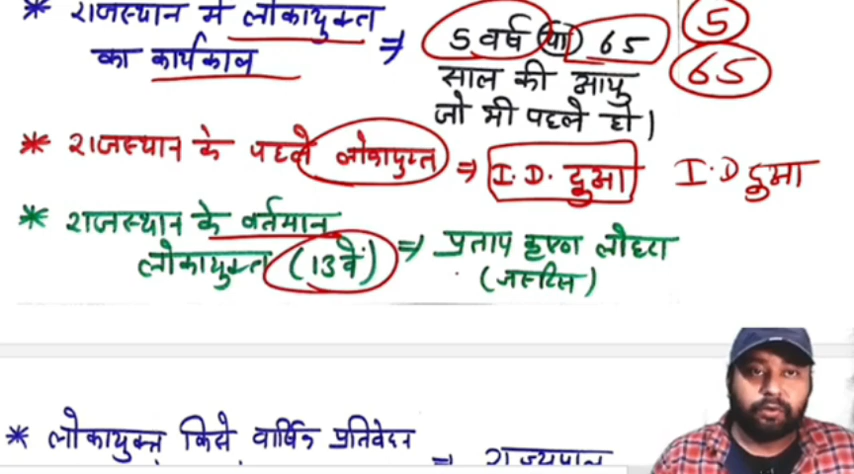 * राजस्थान में लोकायुक्त
का कार्यकाल ⇒ 5 वर्ष (या) 65 5
साल की आयु 65
जो भी पहले हो।
* राजस्थान के पहले लोकायुक्त ⇒ I.D. दुआ I.D दुआ
* राजस्थान के वर्तमान
लोकायुक्त (13वें) ⇒ प्रताप कृष्ण लोहरा
(जस्टिस)
* लोकायुक्त किसे वार्षिक प्रतिवेदन
⇒ राज्यपाल